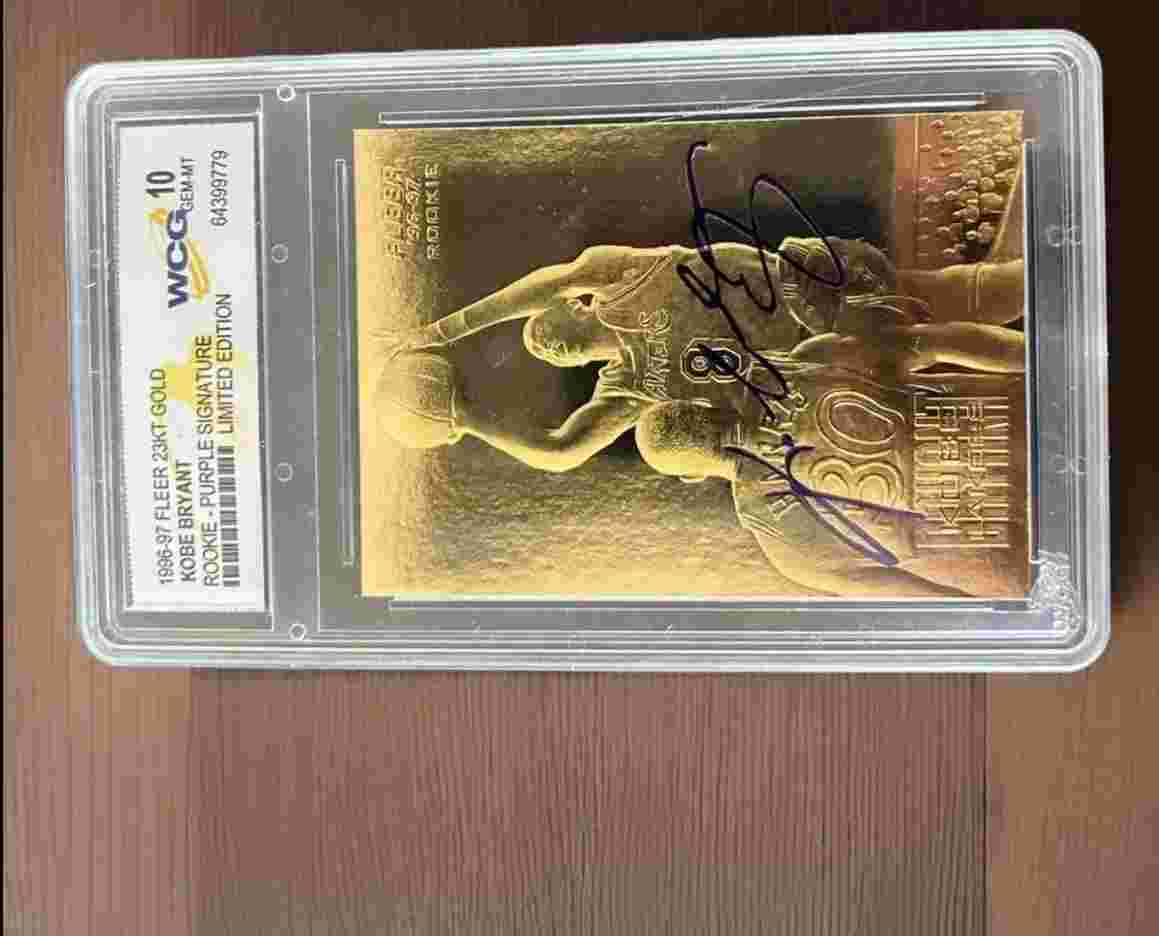 1996-97 FLEER 23KT GOLD
KOBE BRYANT
ROOKIE - PURPLE SIGNATURE
LIMITED EDITION
WCG 10
GEM-MT
64399779
FLEER
'96-97
ROOKIE
LAKERS
8
30